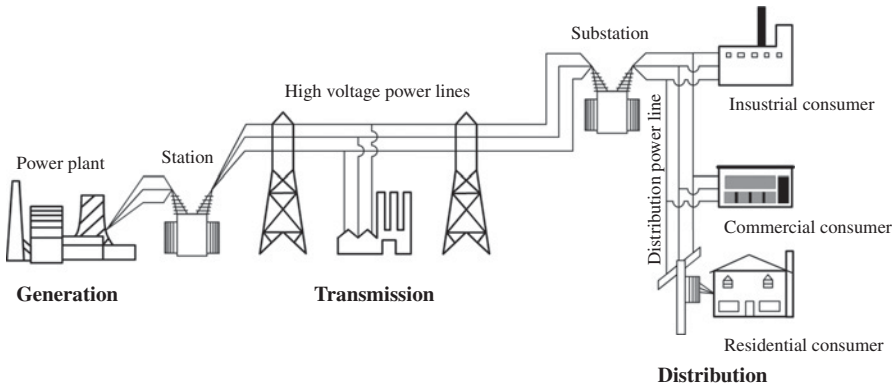 Substation
High voltage power lines
Insustrial consumer
Power plant
Station
Distribution power line
Commercial consumer
Generation
Transmission
Residential consumer
Distribution